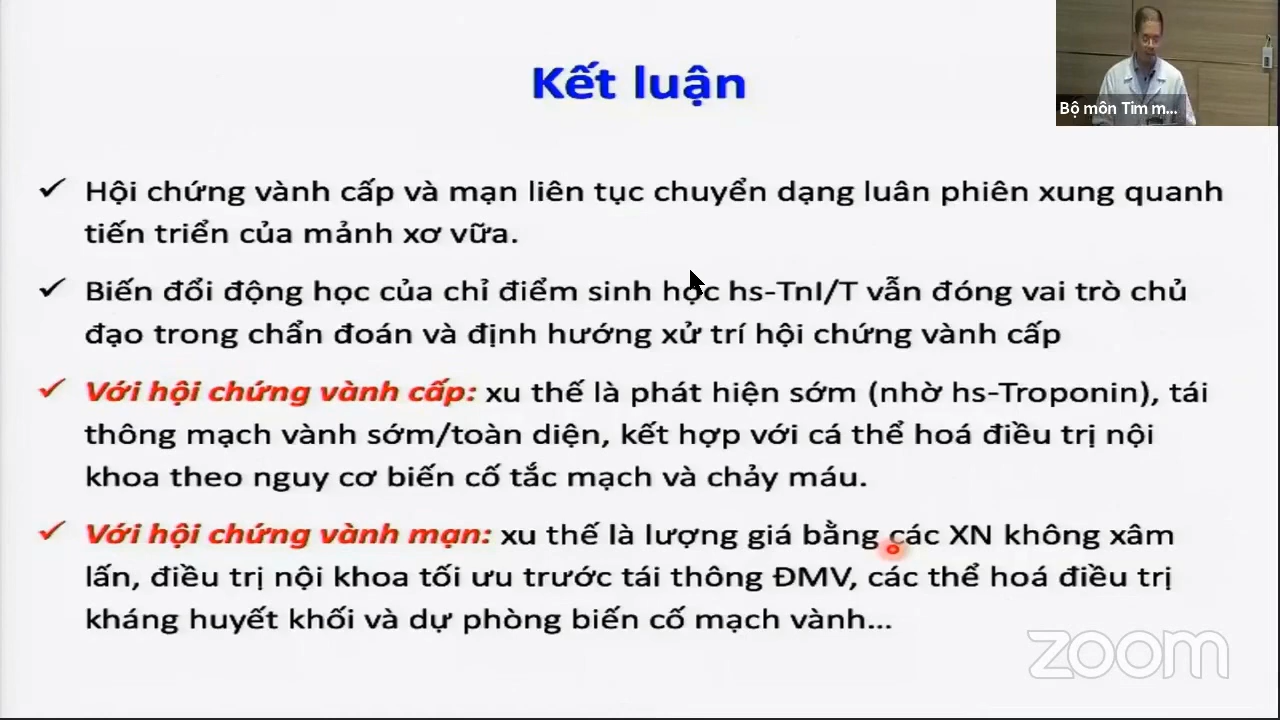 Kết luận
Bộ môn Tim m...
✓ Hội chứng vành cấp và mạn liên tục chuyển dạng luân phiên xung quanh
tiến triển của mảnh xơ vữa.
✓ Biến đổi động học của chỉ điểm sinh học hs-TnI/T vẫn đóng vai trò chủ
đạo trong chẩn đoán và định hướng xử trí hội chứng vành cấp
✓ Với hội chứng vành cấp: xu thế là phát hiện sớm (nhờ hs-Troponin), tái
thông mạch vành sớm/toàn diện, kết hợp với cá thể hoá điều trị nội
khoa theo nguy cơ biến cố tắc mạch và chảy máu.
✓ Với hội chứng vành mạn: xu thế là lượng giá bằng các XN không xâm
lấn, điều trị nội khoa tối ưu trước tái thông ĐMV, các thể hoá điều trị
kháng huyết khối và dự phòng biến cố mạch vành...
zoom